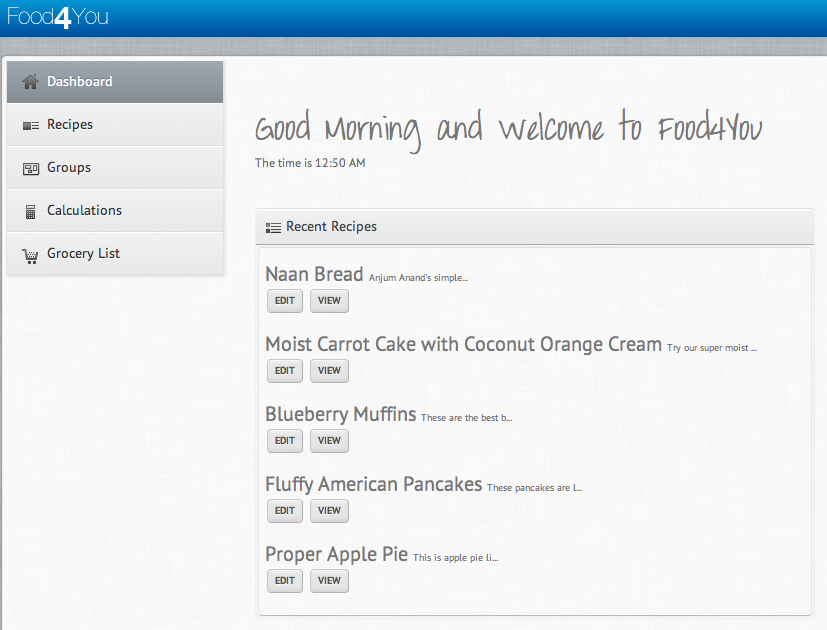 Food4You
Dashboard
Recipes
Groups
Calculations
Grocery List
Good Morning and Welcome to Food4You
The time is 12:50 AM
Recent Recipes
Naan Bread Anjum Anand's simple...
EDIT VIEW
Moist Carrot Cake with Coconut Orange Cream Try our super moist ...
EDIT VIEW
Blueberry Muffins These are the best b...
EDIT VIEW
Fluffy American Pancakes These pancakes are l...
EDIT VIEW
Proper Apple Pie This is apple pie li...
EDIT VIEW